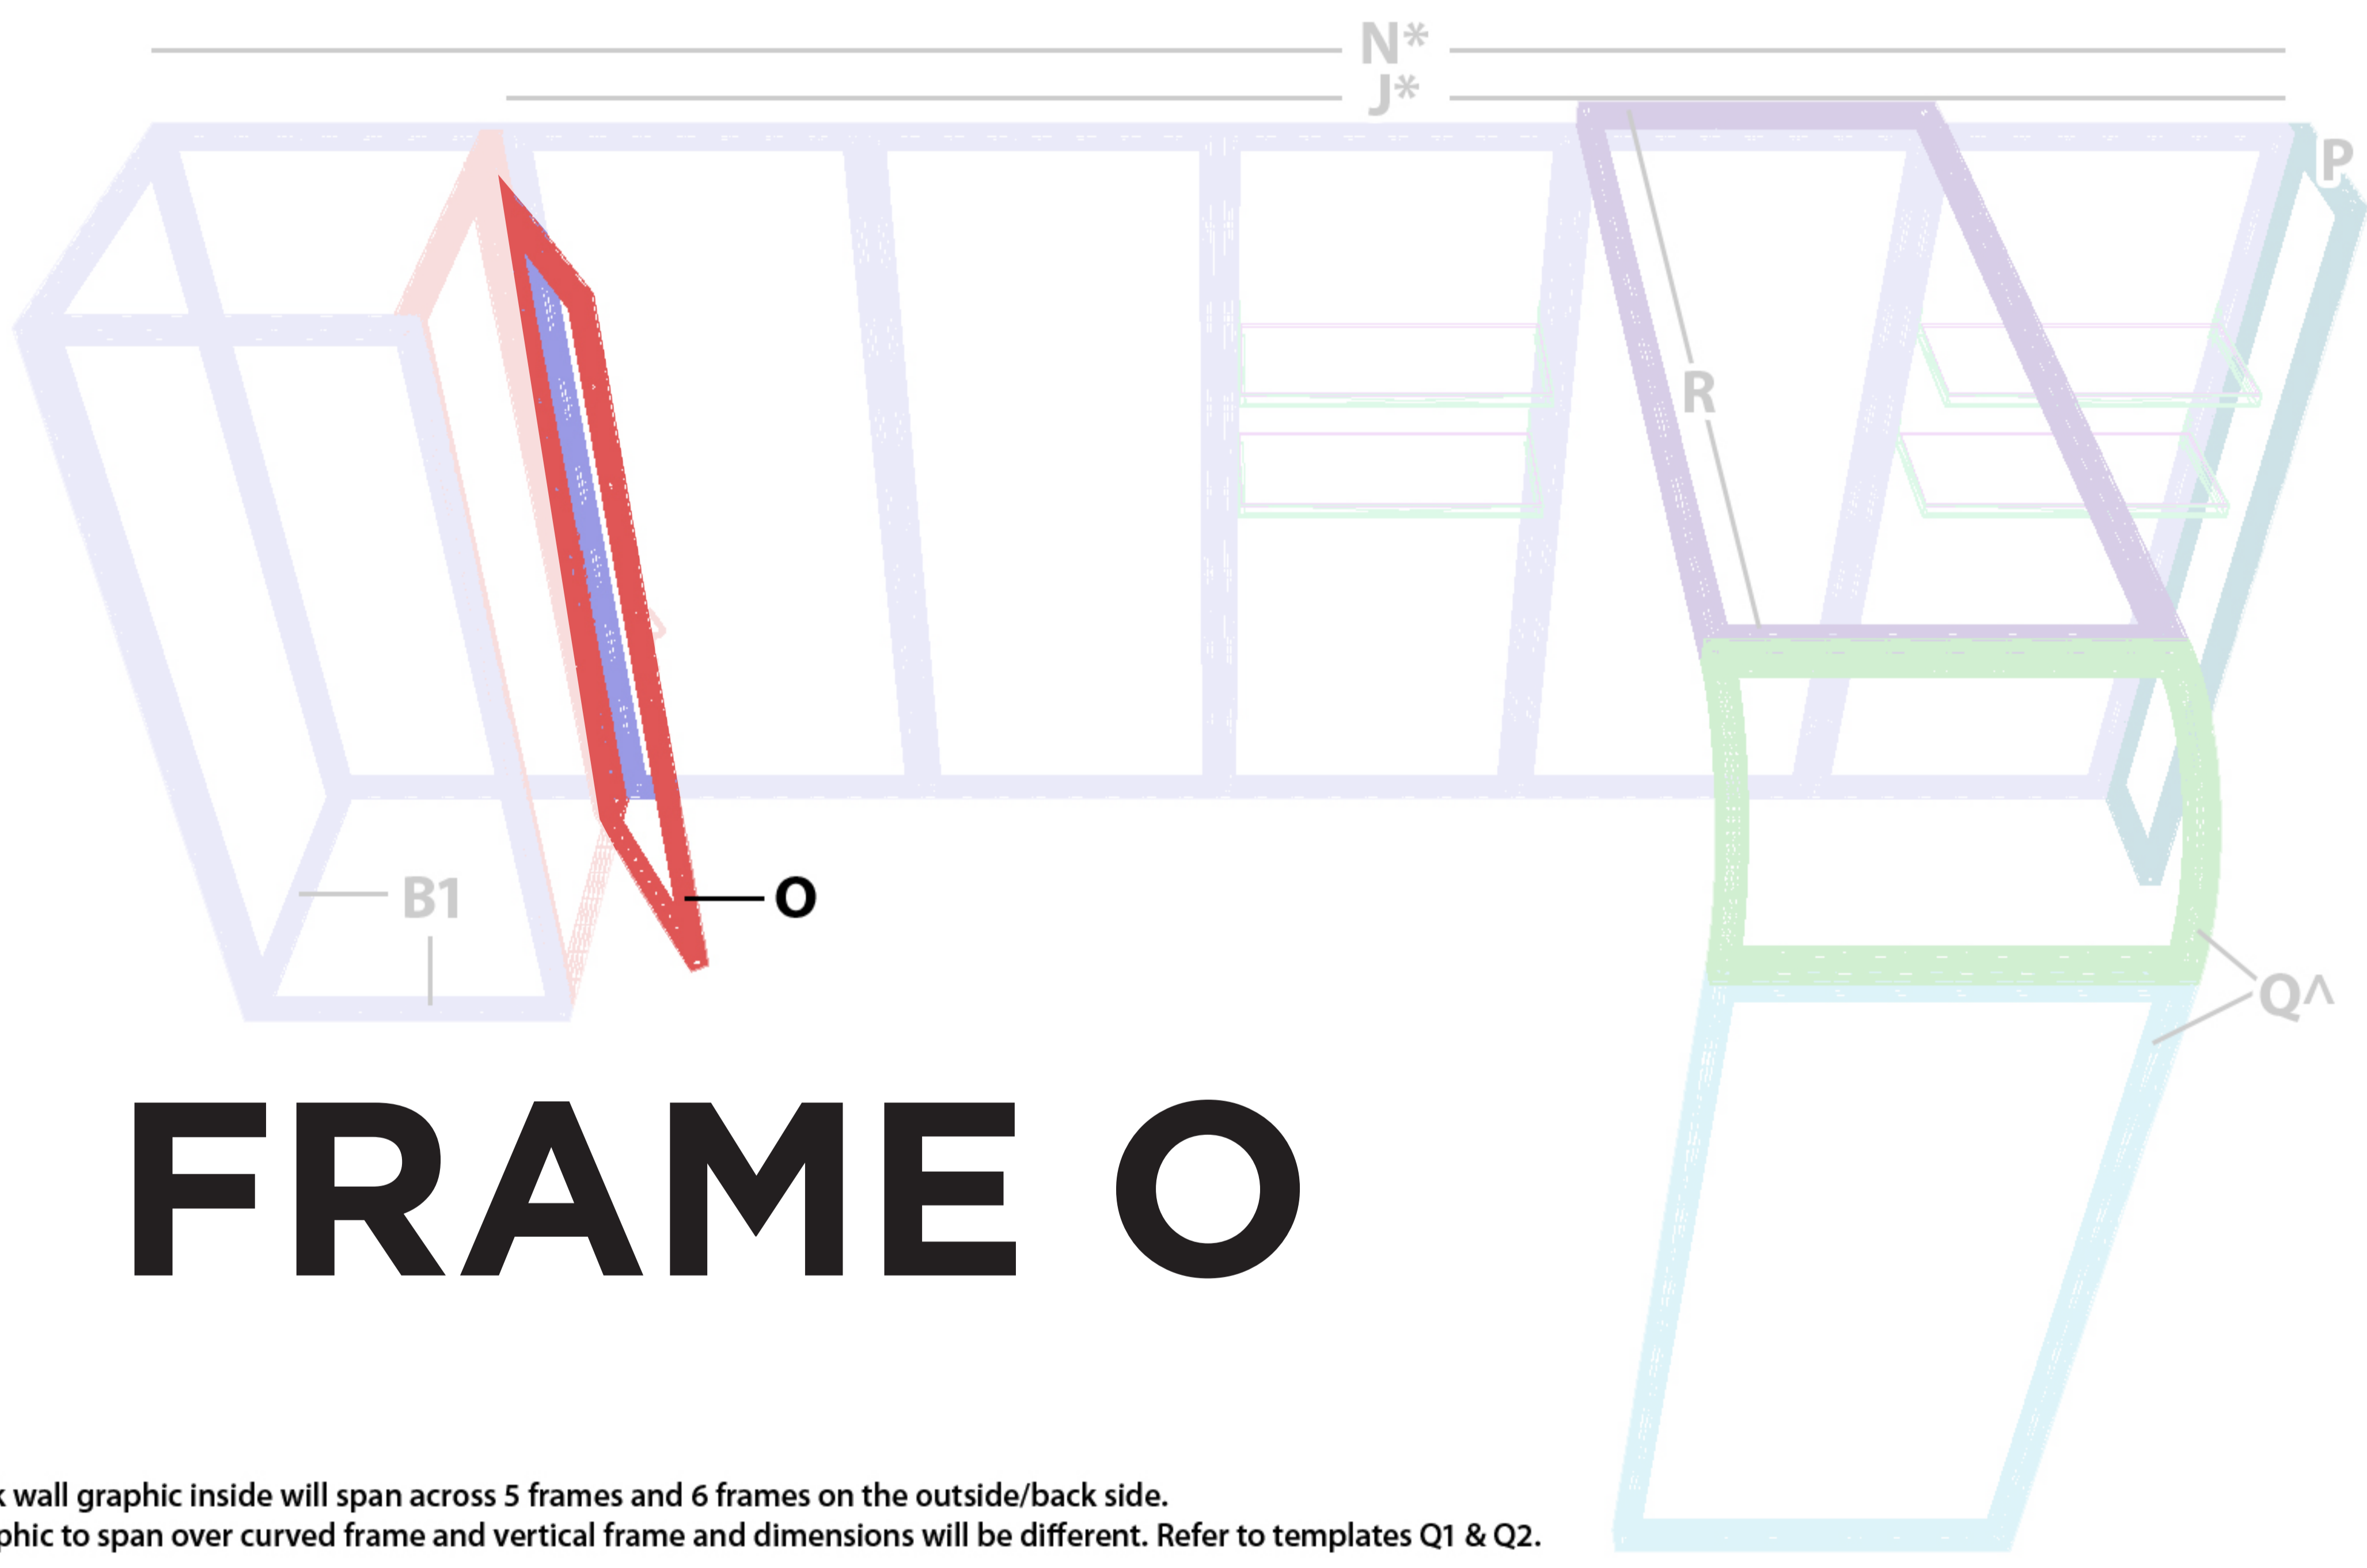 N*
J*
P
R
B1
O
Q^
FRAME O
wall graphic inside will span across 5 frames and 6 frames on the outside/back side.
to span over curved frame and vertical frame and dimensions will be different. Refer to templates Q1 & Q2.